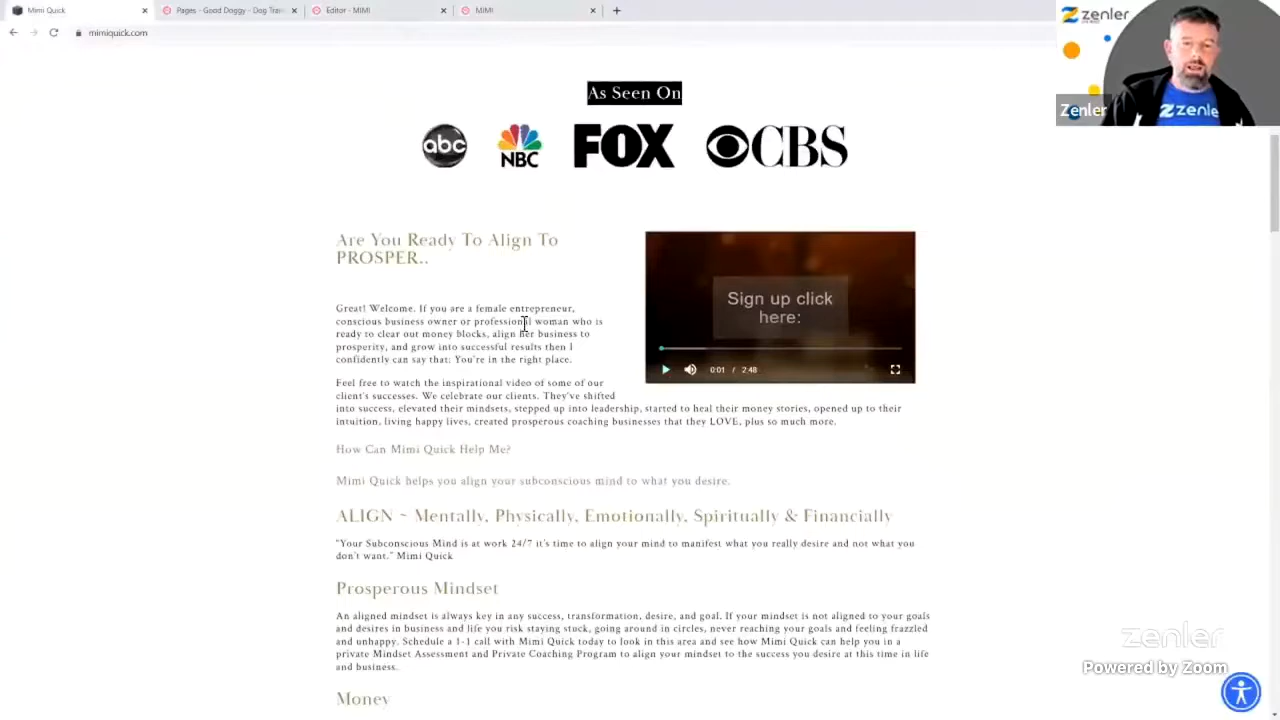 Mimi Quick
Pages - Good Doggy - Dog Train
Editor - MIMI
MIMI
mimiquick.com
zenler
zenler
Zenler
As Seen On
abc
NBC
FOX
CBS
Are You Ready To Align To
PROSPER..
Great! Welcome. If you are a female entrepreneur,
conscious business owner or professional woman who is
ready to clear out money blocks, align her business to
prosperity, and grow into successful results then I
confidently can say that: You're in the right place.
Sign up click
here:
0:01 / 2:48
Feel free to watch the inspirational video of some of our
client's successes. We celebrate our clients. They've shifted
into success, elevated their mindsets, stepped up into leadership, started to heal their money stories, opened up to their
intuition, living happy lives, created prosperous coaching businesses that they LOVE, plus so much more.
How Can Mimi Quick Help Me?
Mimi Quick helps you align your subconscious mind to what you desire.
ALIGN ~ Mentally, Physically, Emotionally, Spiritually & Financially
"Your Subconscious Mind is at work 24/7 it's time to align your mind to manifest what you really desire and not what you
don't want." Mimi Quick
Prosperous Mindset
An aligned mindset is always key in any success, transformation, desire, and goal. If your mindset is not aligned to your goals
and desires in business and life you risk staying stuck, going around in circles, never reaching your goals and feeling frazzled
and unhappy. Schedule a 1-1 call with Mimi Quick today to look in this area and see how Mimi Quick can help you in a
private Mindset Assessment and Private Coaching Program to align your mindset to the success you desire at this time in life
and business.
Money
zenler
Powered by Zoom